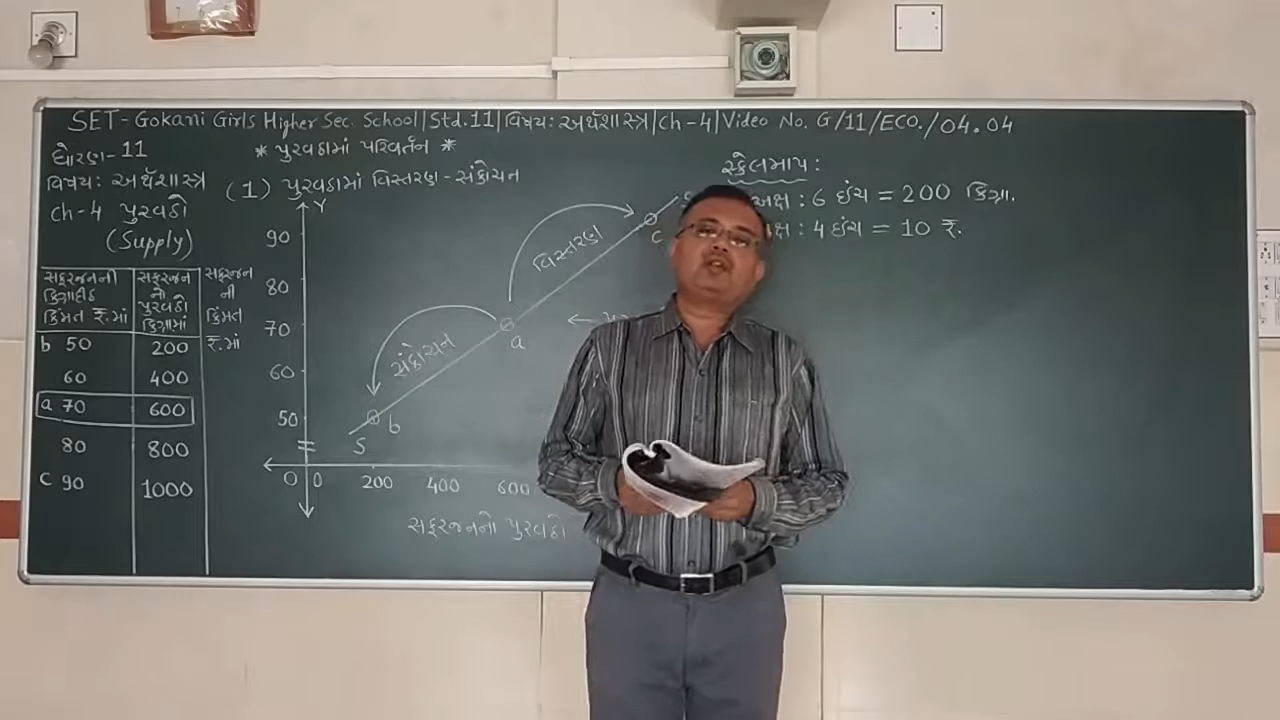 SET-Gokani Girls Higher Sec. School|Std.11|વિષય: અર્થશાસ્ત્ર|Ch-4|Video No. G/11/ECO./04.04
ધોરણ-11
વિષય: અર્થશાસ્ત્ર
Ch-4 પુરવઠો
(Supply)
* પુરવઠામાં પરિવર્તન *
(1) પુરવઠામાં વિસ્તરણ-સંકોચન
સ્કેલમાપ:
અક્ષ : 6 ઇંચ = 200 કિગ્રા.
ક્ષ : 4 ઇંચ = 10 ₹.
સફરજનની કિગ્રાદીઠ કિંમત ₹.માં
સફરજનનો પુરવઠો કિગ્રામાં
b 50 200
60 400
a 70 600
80 800
c 90 1000
સફરજનની કિંમત ₹.માં
Y
90
80
70
60
50
વિસ્તરણ
સંકોચન
c
a
b
S
O 0 200 400 600
સફરજનનો પુરવઠો